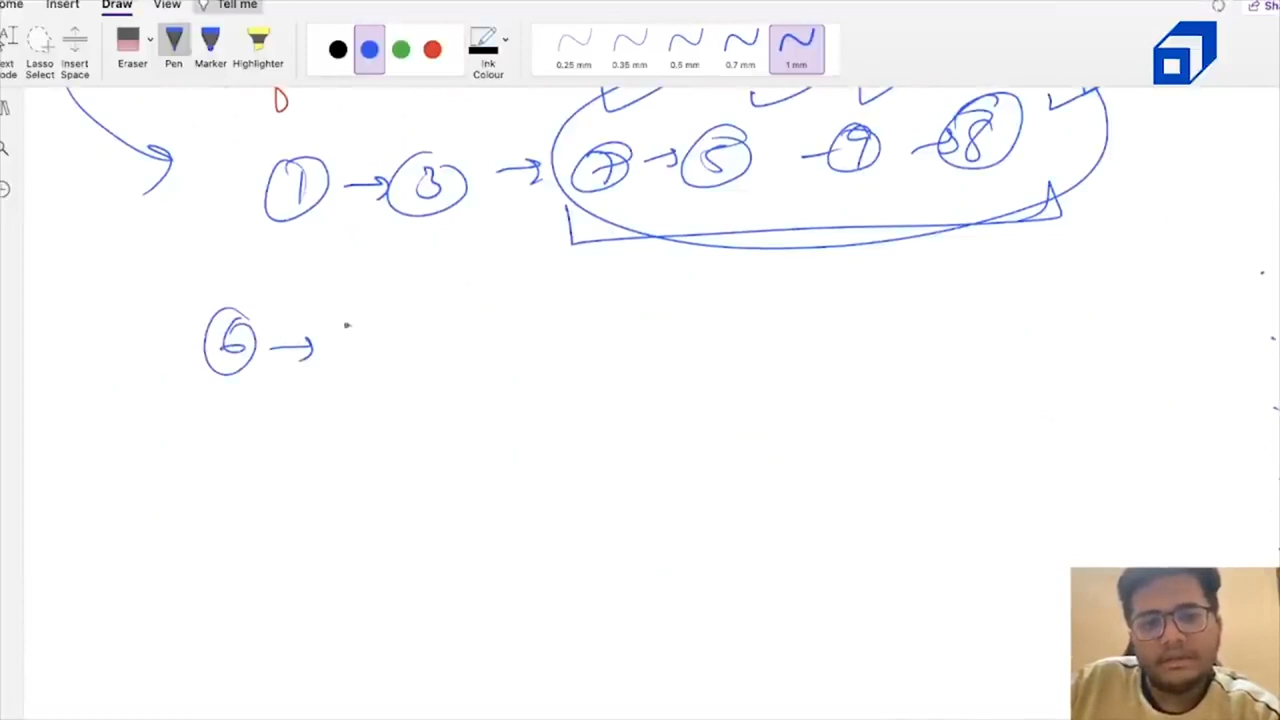 ome Insert Draw View Tell me Sha
ext ode Lasso Select Insert Space Eraser Pen Marker Highlighter Ink Colour 0.25 mm 0.35 mm 0.5 mm 0.7 mm 1 mm
D
1 → 3 → 7 → 5 - 9 → 8
6 →